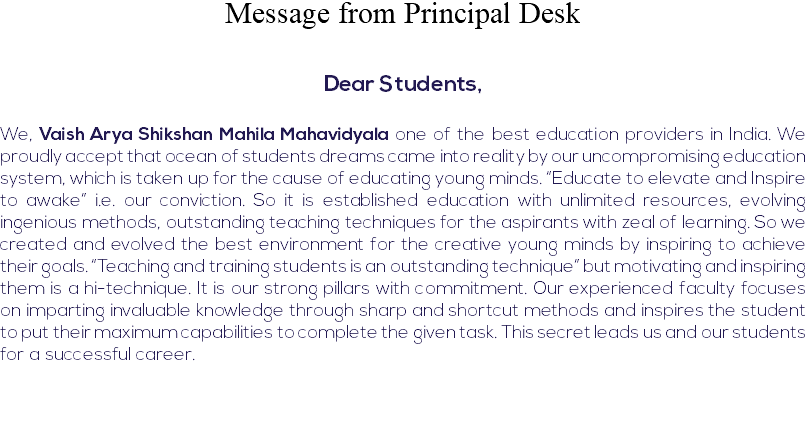 Message from Principal Desk
Dear Students,
We, Vaish Arya Shikshan Mahila Mahavidyala one of the best education providers in India. We
proudly accept that ocean of students dreams came into reality by our uncompromising education
system, which is taken up for the cause of educating young minds. “Educate to elevate and Inspire
to awake” i.e. our conviction. So it is established education with unlimited resources, evolving
ingenious methods, outstanding teaching techniques for the aspirants with zeal of learning. So we
created and evolved the best environment for the creative young minds by inspiring to achieve
their goals. “Teaching and training students is an outstanding technique” but motivating and inspiring
them is a hi-technique. It is our strong pillars with commitment. Our experienced faculty focuses
on imparting invaluable knowledge through sharp and shortcut methods and inspires the student
to put their maximum capabilities to complete the given task. This secret leads us and our students
for a successful career.